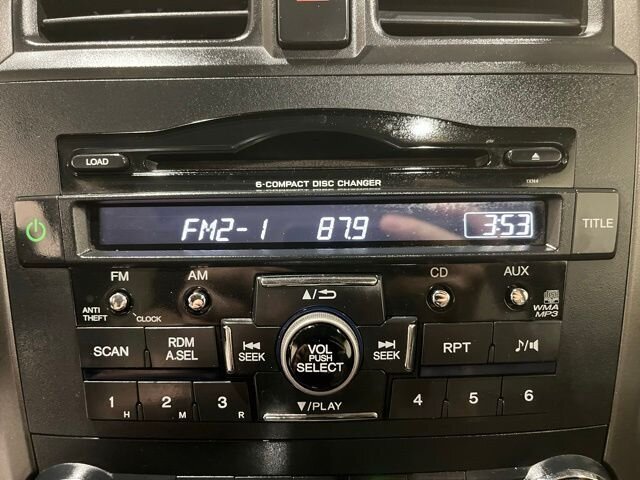 LOAD
6-COMPACT DISC CHANGER
FM2-1 87.9 3:53
TITLE
FM AM CD AUX
ANTI THEFT CLOCK
WMA
MP3
SCAN
RDM
A.SEL
SEEK
VOL
PUSH
SELECT
SEEK
RPT
1 H 2 M 3 R
▼/PLAY
4 5 6